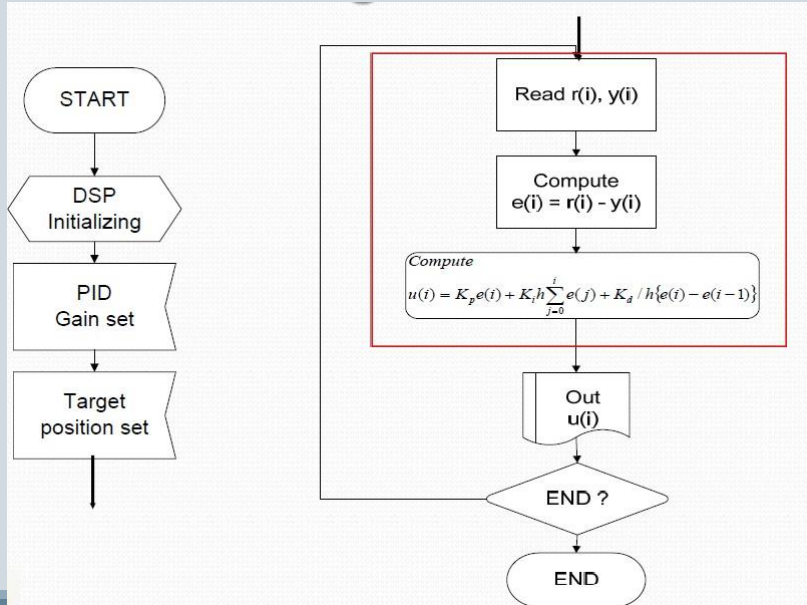 START
DSP
Initializing
PID
Gain set
Target
position set
Read r(i), y(i)
Compute
e(i) = r(i) - y(i)
Compute
u(i) = K_p e(i) + K_i h ∑_{j=0}^{i} e(j) + K_d / h{e(i) − e(i−1)}
Out
u(i)
END ?
END